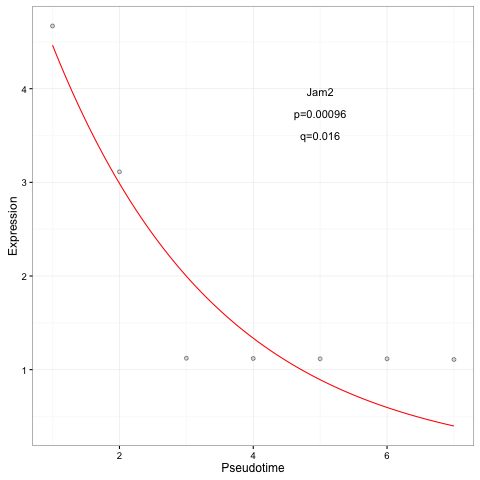 Jam2
p=0.00096
q=0.016
Expression
4
3
2
1
2
4
6
Pseudotime